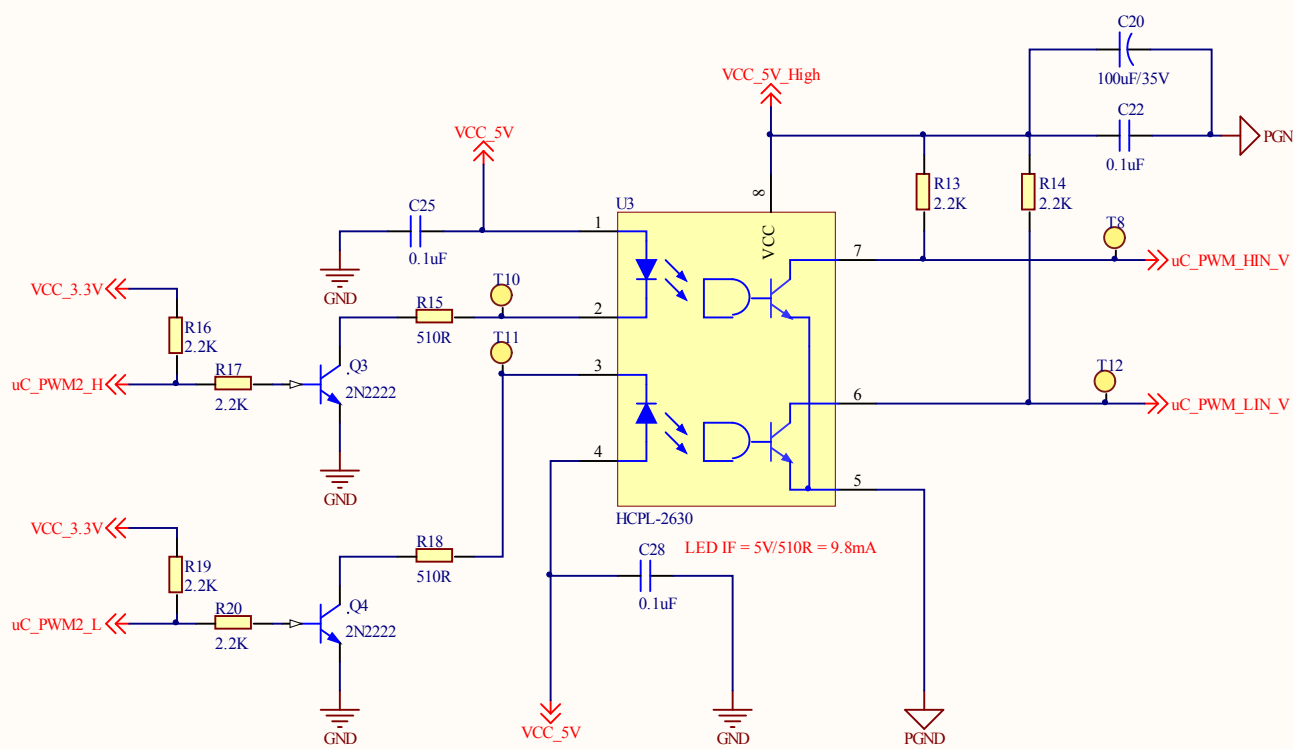 C20
100uF/35V
VCC_5V_High
C22
0.1uF
PGN
VCC_5V
R13
2.2K
R14
2.2K
8
U3
VCC
C25
0.1uF
1
T8
7
uC_PWM_HIN_V
GND
VCC_3.3V
T10
R15
510R
2
R16
2.2K
T11
R17
2.2K
uC_PWM2_H
.Q3
2N2222
3
T12
6
uC_PWM_LIN_V
4
5
GND
HCPL-2630
LED IF = 5V/510R = 9.8mA
VCC_3.3V
R18
510R
C28
0.1uF
R19
2.2K
R20
2.2K
uC_PWM2_L
.Q4
2N2222
GND
VCC_5V
GND
PGND